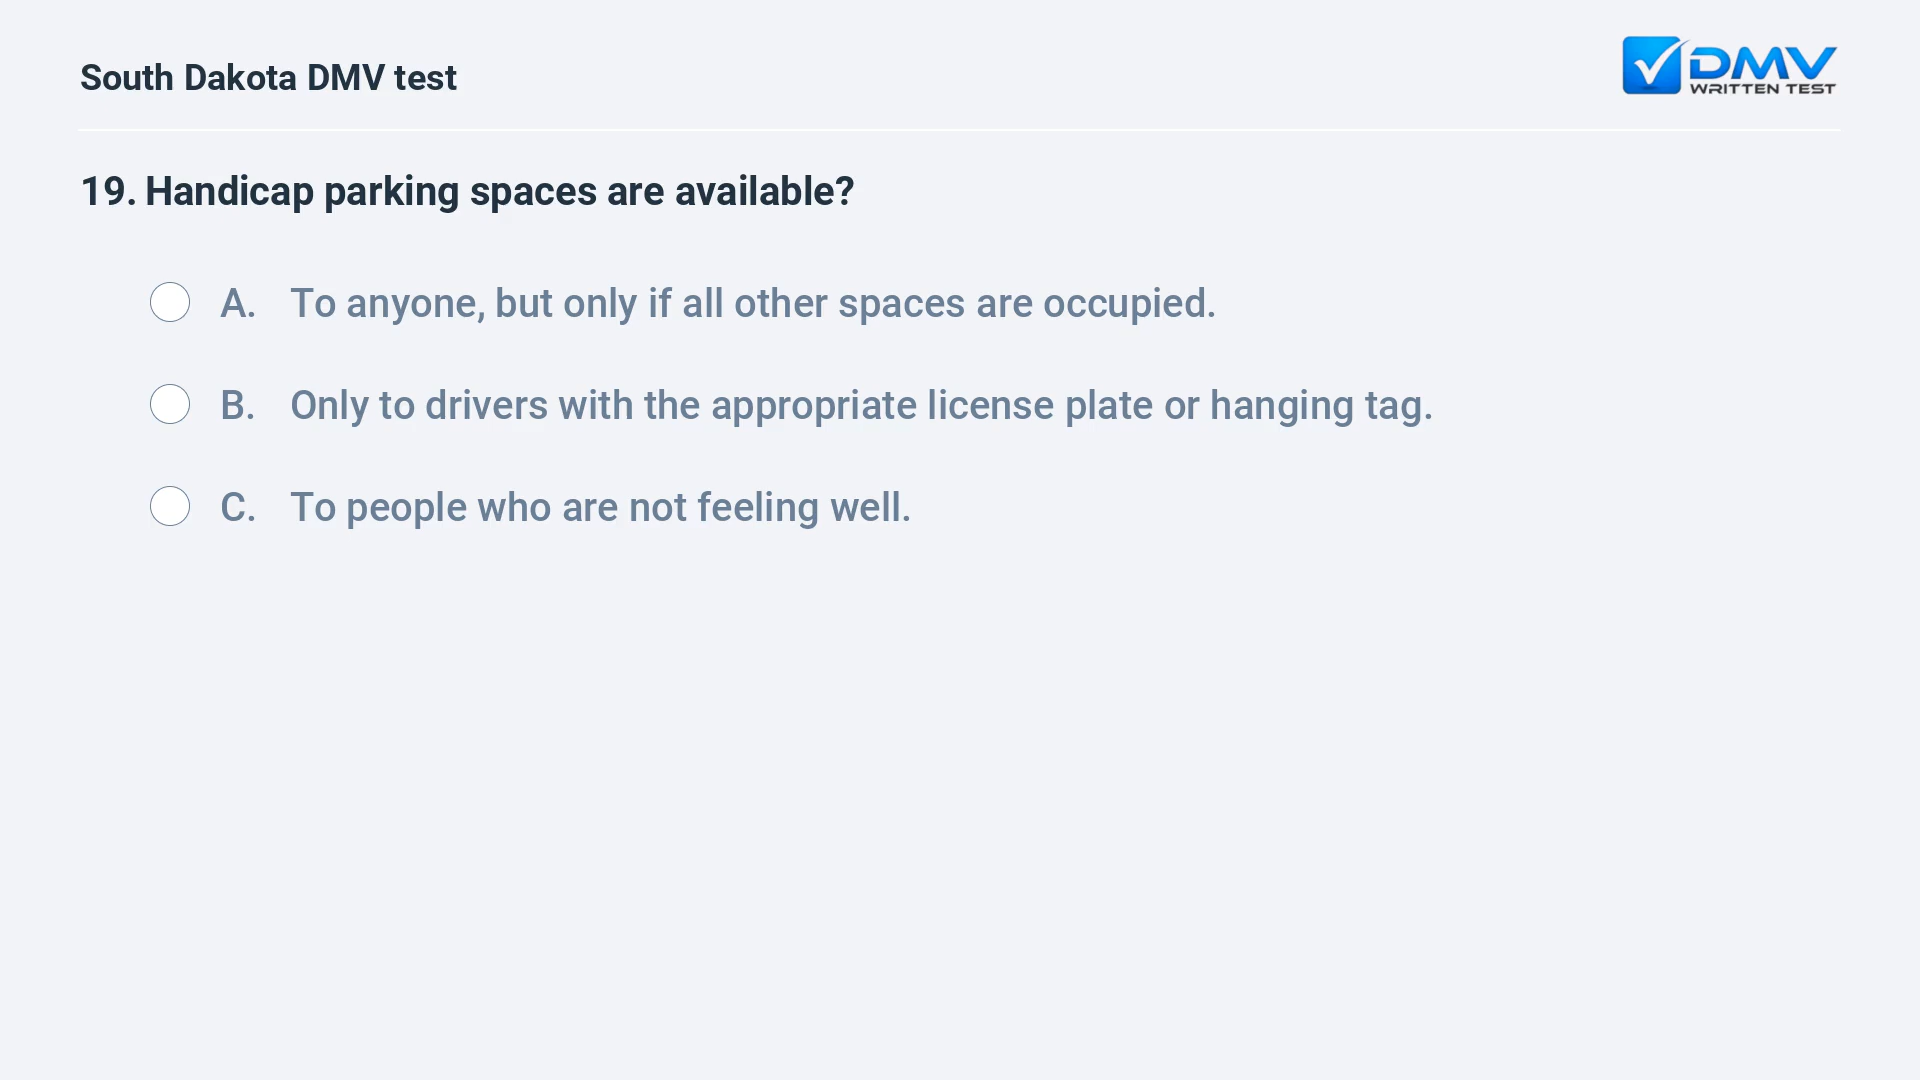 South Dakota DMV test
DMV
WRITTEN TEST
19. Handicap parking spaces are available?
A. To anyone, but only if all other spaces are occupied.
B. Only to drivers with the appropriate license plate or hanging tag.
C. To people who are not feeling well.